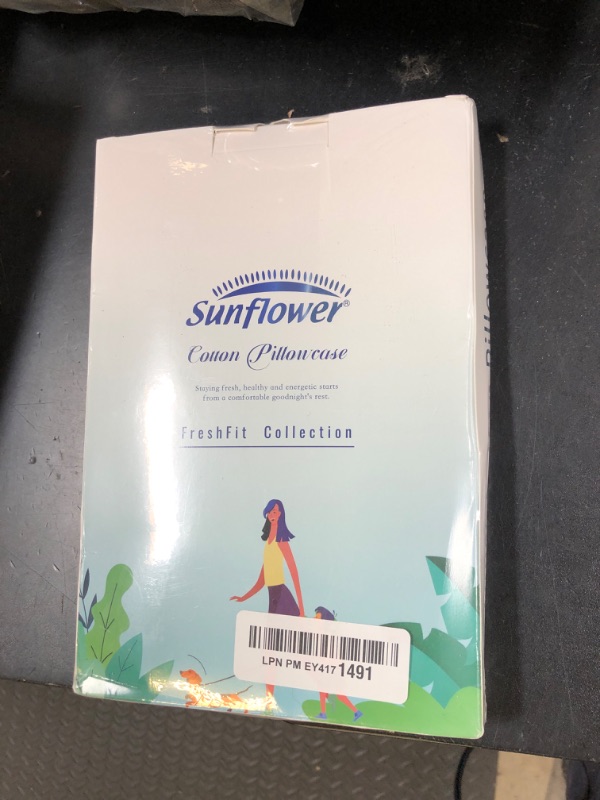 Sunflower®
Cotton Pillowcase
Staying fresh, healthy and energetic starts
from a comfortable goodnight's rest.
FreshFit Collection
LPN PM EY417 1491